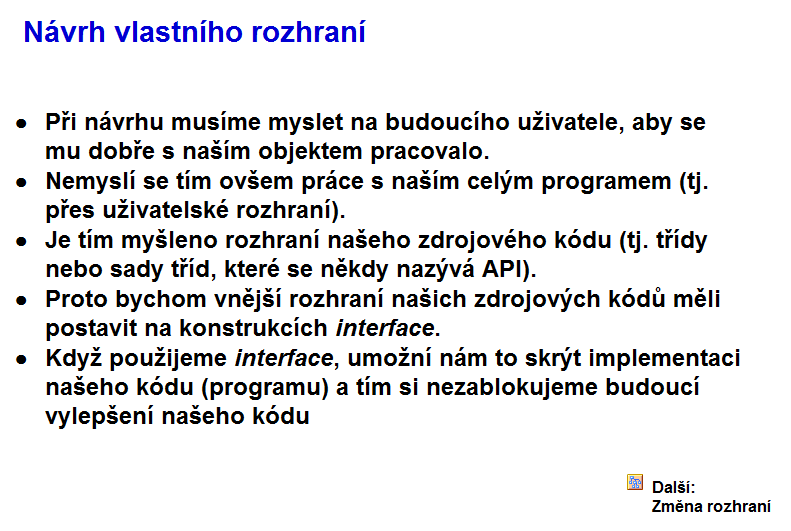 Návrh vlastního rozhraní
● Při návrhu musíme myslet na budoucího uživatele, aby se
mu dobře s naším objektem pracovalo.
● Nemyslí se tím ovšem práce s naším celým programem (tj.
přes uživatelské rozhraní).
● Je tím myšleno rozhraní našeho zdrojového kódu (tj. třídy
nebo sady tříd, které se někdy nazývá API).
● Proto bychom vnější rozhraní našich zdrojových kódů měli
postavit na konstrukcích interface.
● Když použijeme interface, umožní nám to skrýt implementaci
našeho kódu (programu) a tím si nezablokujeme budoucí
vylepšení našeho kódu
Další:
Změna rozhraní